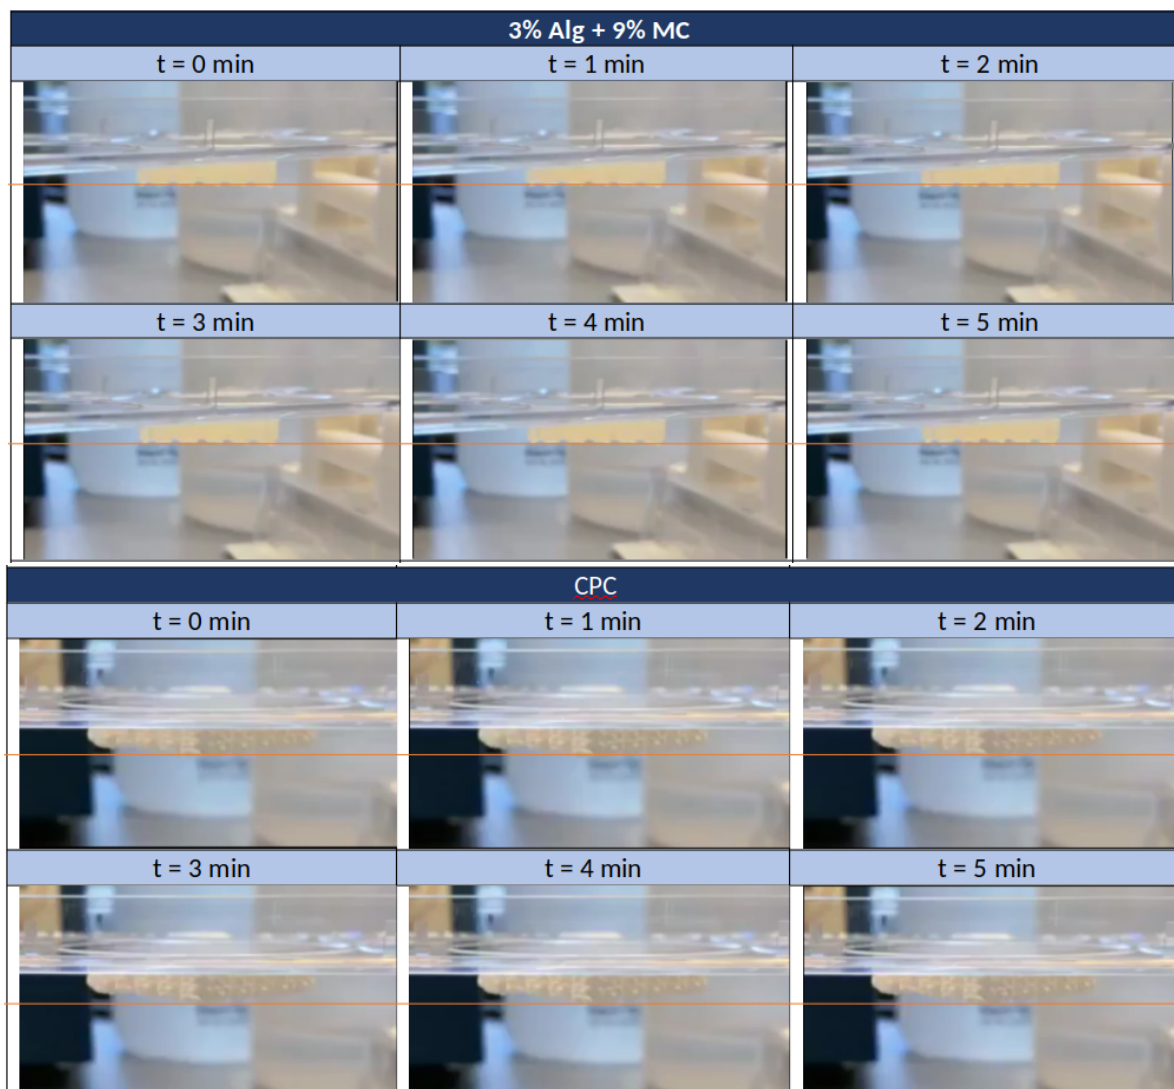 3% Alg + 9% MC
t = 0 min
t = 1 min
t = 2 min
t = 3 min
t = 4 min
t = 5 min
CPC
t = 0 min
t = 1 min
t = 2 min
t = 3 min
t = 4 min
t = 5 min